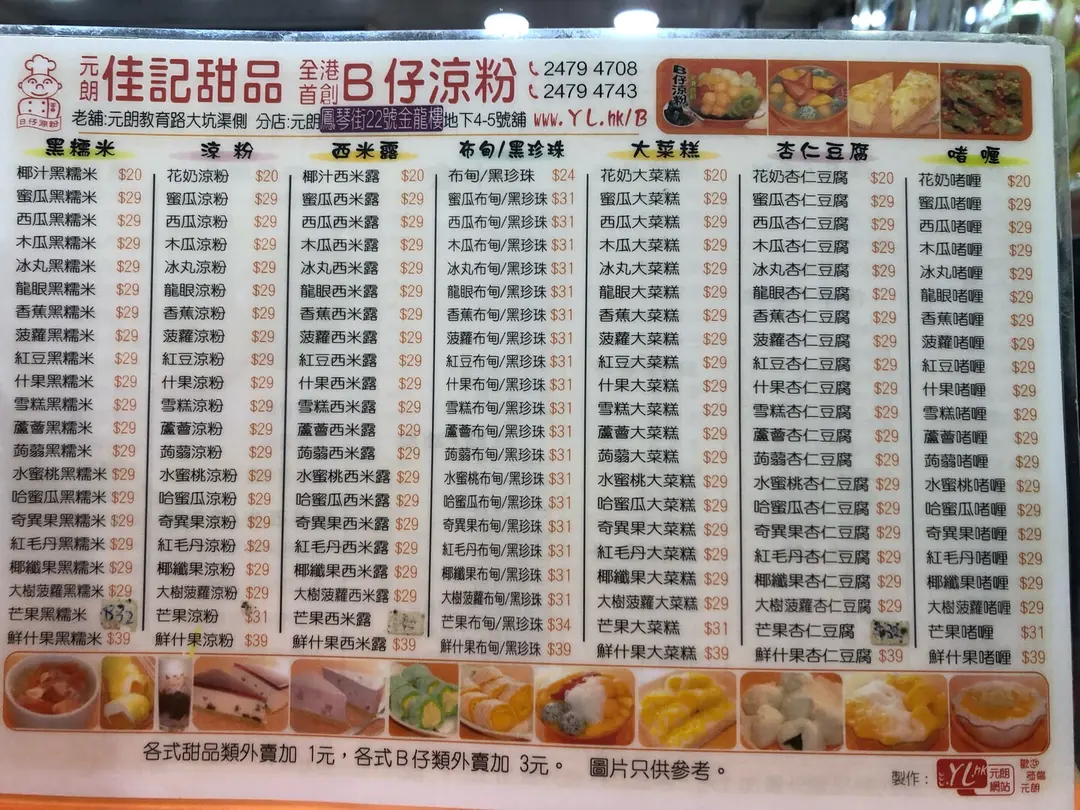 元朗 佳記甜品 全港首創 B仔涼粉 2479 4708
2479 4743
B仔涼粉
老舖:元朗教育路大坑渠側 分店:元朗鳳琴街22號金龍樓地下4-5號舖 www.YL.hk/B
B仔涼粉
黑糯米 涼粉 西米露 布甸/黑珍珠 大菜糕 杏仁豆腐 啫喱
椰汁黑糯米 $20 花奶涼粉 $20 椰汁西米露 $20 布甸/黑珍珠 $24 花奶大菜糕 $20 花奶杏仁豆腐 $20 花奶啫喱 $20
蜜瓜黑糯米 $29 蜜瓜涼粉 $29 蜜瓜西米露 $29 蜜瓜布甸/黑珍珠 $31 蜜瓜大菜糕 $29 蜜瓜杏仁豆腐 $29 蜜瓜啫喱 $29
西瓜黑糯米 $29 西瓜涼粉 $29 西瓜西米露 $29 西瓜布甸/黑珍珠 $31 西瓜大菜糕 $29 西瓜杏仁豆腐 $29 西瓜啫喱 $29
木瓜黑糯米 $29 木瓜涼粉 $29 木瓜西米露 $29 木瓜布甸/黑珍珠 $31 木瓜大菜糕 $29 木瓜杏仁豆腐 $29 木瓜啫喱 $29
冰丸黑糯米 $29 冰丸涼粉 $29 冰丸西米露 $29 冰丸布甸/黑珍珠 $31 冰丸大菜糕 $29 冰丸杏仁豆腐 $29 冰丸啫喱 $29
龍眼黑糯米 $29 龍眼涼粉 $29 龍眼西米露 $29 龍眼布甸/黑珍珠 $31 龍眼大菜糕 $29 龍眼杏仁豆腐 $29 龍眼啫喱 $29
香蕉黑糯米 $29 香蕉涼粉 $29 香蕉西米露 $29 香蕉布甸/黑珍珠 $31 香蕉大菜糕 $29 香蕉杏仁豆腐 $29 香蕉啫喱 $29
菠蘿黑糯米 $29 菠蘿涼粉 $29 菠蘿西米露 $29 菠蘿布甸/黑珍珠 $31 菠蘿大菜糕 $29 菠蘿杏仁豆腐 $29 菠蘿啫喱 $29
紅豆黑糯米 $29 紅豆涼粉 $29 紅豆西米露 $29 紅豆布甸/黑珍珠 $31 紅豆大菜糕 $29 紅豆杏仁豆腐 $29 紅豆啫喱 $29
什果黑糯米 $29 什果涼粉 $29 什果西米露 $29 什果布甸/黑珍珠 $31 什果大菜糕 $29 什果杏仁豆腐 $29 什果啫喱 $29
雪糕黑糯米 $29 雪糕涼粉 $29 雪糕西米露 $29 雪糕布甸/黑珍珠 $31 雪糕大菜糕 $29 雪糕杏仁豆腐 $29 雪糕啫喱 $29
蘆薈黑糯米 $29 蘆薈涼粉 $29 蘆薈西米露 $29 蘆薈布甸/黑珍珠 $31 蘆薈大菜糕 $29 蘆薈杏仁豆腐 $29 蘆薈啫喱 $29
蒟蒻黑糯米 $29 蒟蒻涼粉 $29 蒟蒻西米露 $29 蒟蒻布甸/黑珍珠 $31 蒟蒻大菜糕 $29 蒟蒻杏仁豆腐 $29 蒟蒻啫喱 $29
水蜜桃黑糯米 $29 水蜜桃涼粉 $29 水蜜桃西米露 $29 水蜜桃布甸/黑珍珠 $31 水蜜桃大菜糕 $29 水蜜桃杏仁豆腐 $29 水蜜桃啫喱 $29
哈蜜瓜黑糯米 $29 哈蜜瓜涼粉 $29 哈蜜瓜西米露 $29 哈蜜瓜布甸/黑珍珠 $31 哈蜜瓜大菜糕 $29 哈蜜瓜杏仁豆腐 $29 哈蜜瓜啫喱 $29
奇異果黑糯米 $29 奇異果涼粉 $29 奇異果西米露 $29 奇異果布甸/黑珍珠 $31 奇異果大菜糕 $29 奇異果杏仁豆腐 $29 奇異果啫喱 $29
紅毛丹黑糯米 $29 紅毛丹涼粉 $29 紅毛丹西米露 $29 紅毛丹布甸/黑珍珠 $31 紅毛丹大菜糕 $29 紅毛丹杏仁豆腐 $29 紅毛丹啫喱 $29
椰纖果黑糯米 $29 椰纖果涼粉 $29 椰纖果西米露 $29 椰纖果布甸/黑珍珠 $31 椰纖果大菜糕 $29 椰纖果杏仁豆腐 $29 椰纖果啫喱 $29
大樹菠蘿黑糯米 $29 大樹菠蘿涼粉 $29 大樹菠蘿西米露 $29 大樹菠蘿布甸/黑珍珠 $31 大樹菠蘿大菜糕 $29 大樹菠蘿杏仁豆腐 $29 大樹菠蘿啫喱 $29
芒果黑糯米 $32 芒果涼粉 $31 芒果西米露 芒果布甸/黑珍珠 $34 芒果大菜糕 $31 芒果杏仁豆腐 芒果啫喱 $31
鮮什果黑糯米 $39 鮮什果涼粉 $39 鮮什果西米露 $39 鮮什果布甸/黑珍珠 $39 鮮什果大菜糕 $39 鮮什果杏仁豆腐 $39 鮮什果啫喱 $39
各式甜品類外賣加 1元，各式B仔類外賣加 3元。 圖片只供參考。
製作： YL.hk 元朗網站